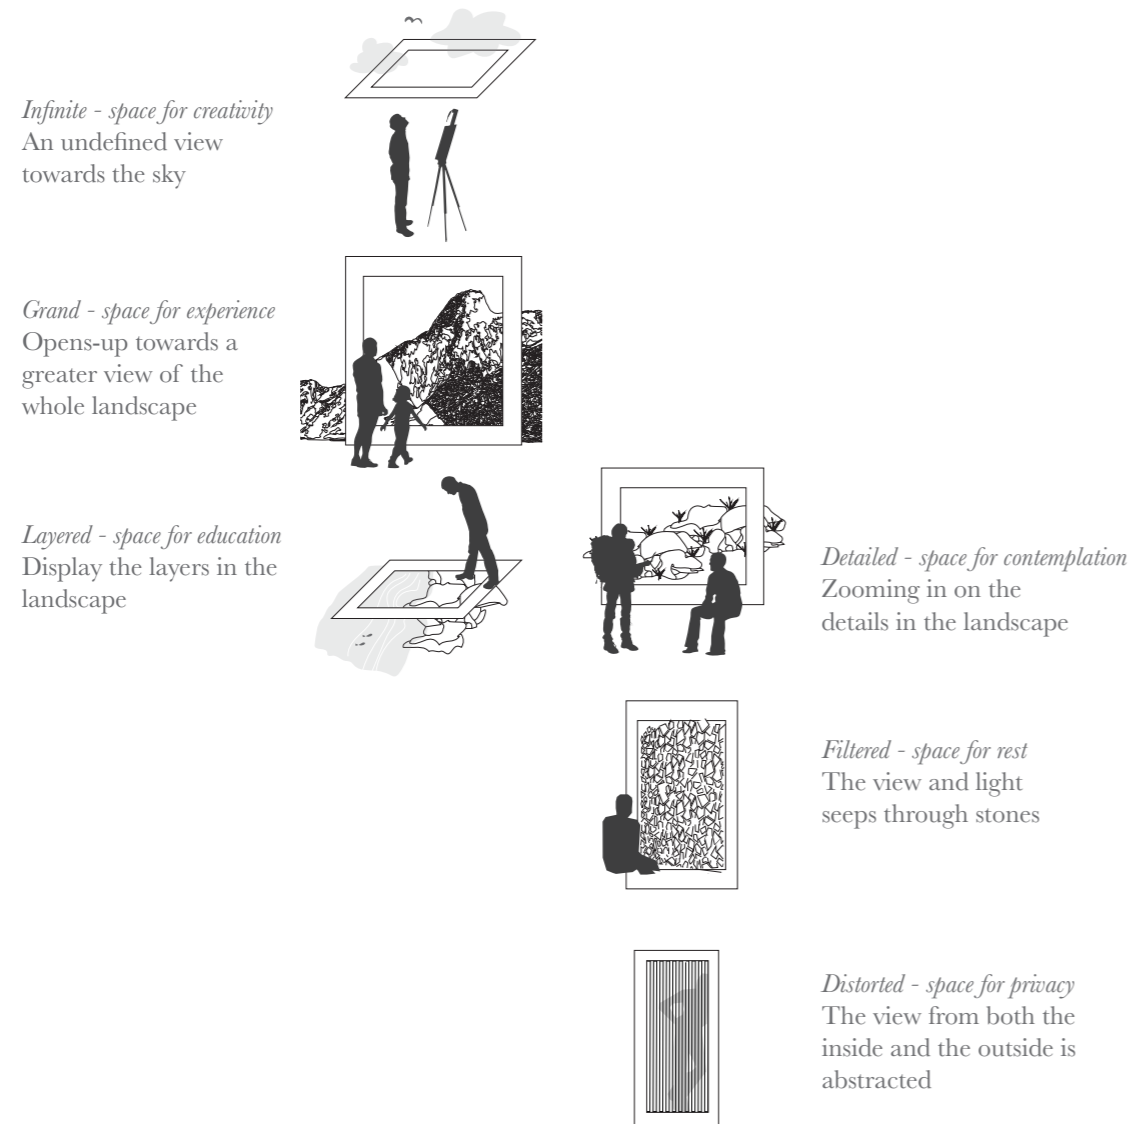 Infinite - space for creativity
An undefined view
towards the sky
Grand - space for experience
Opens-up towards a
greater view of the
whole landscape
Layered - space for education
Display the layers in the
landscape
Detailed - space for contemplation
Zooming in on the
details in the landscape
Filtered - space for rest
The view and light
seeps through stones
Distorted - space for privacy
The view from both the
inside and the outside is
abstracted